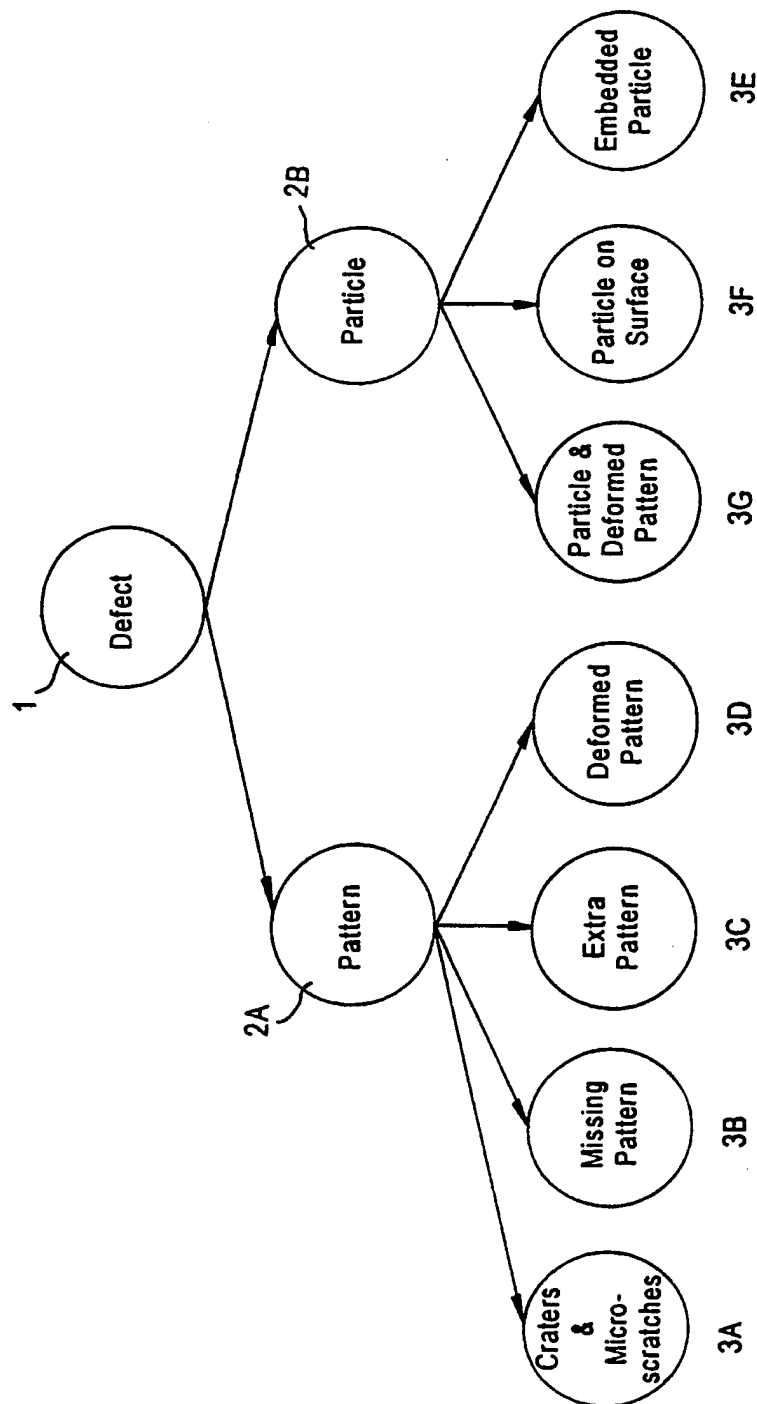 1
Defect
2A
Pattern
2B
Particle
Craters
&
Micro-
scratches
Missing
Pattern
Extra
Pattern
Deformed
Pattern
Particle &
Deformed
Pattern
Particle on
Surface
Embedded
Particle
3A
3B
3C
3D
3G
3F
3E